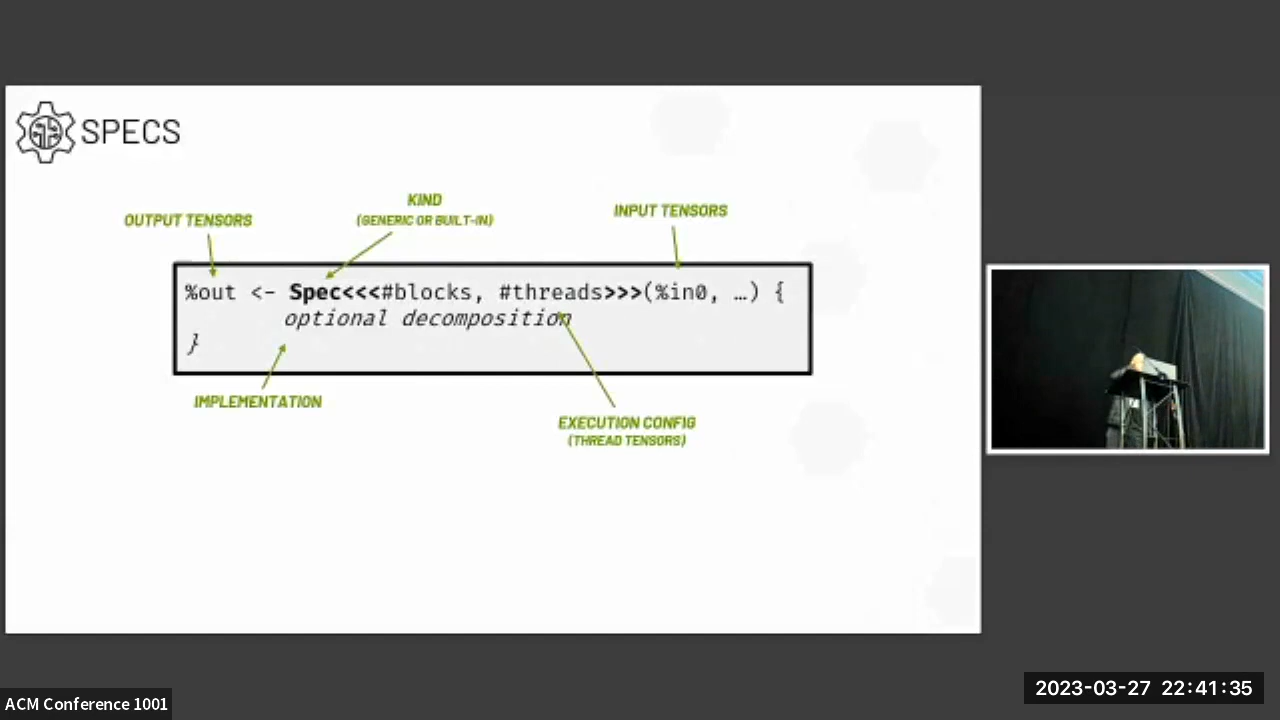 SPECS
KIND
OUTPUT TENSORS
(GENERIC OR BUILT-IN)
INPUT TENSORS
%out <- Spec<<<#blocks, #threads>>>(%in0, …) {
optional decomposition
}
IMPLEMENTATION
EXECUTION CONFIG
(THREAD TENSORS)
2023-03-27 22:41:35
ACM Conference 1001